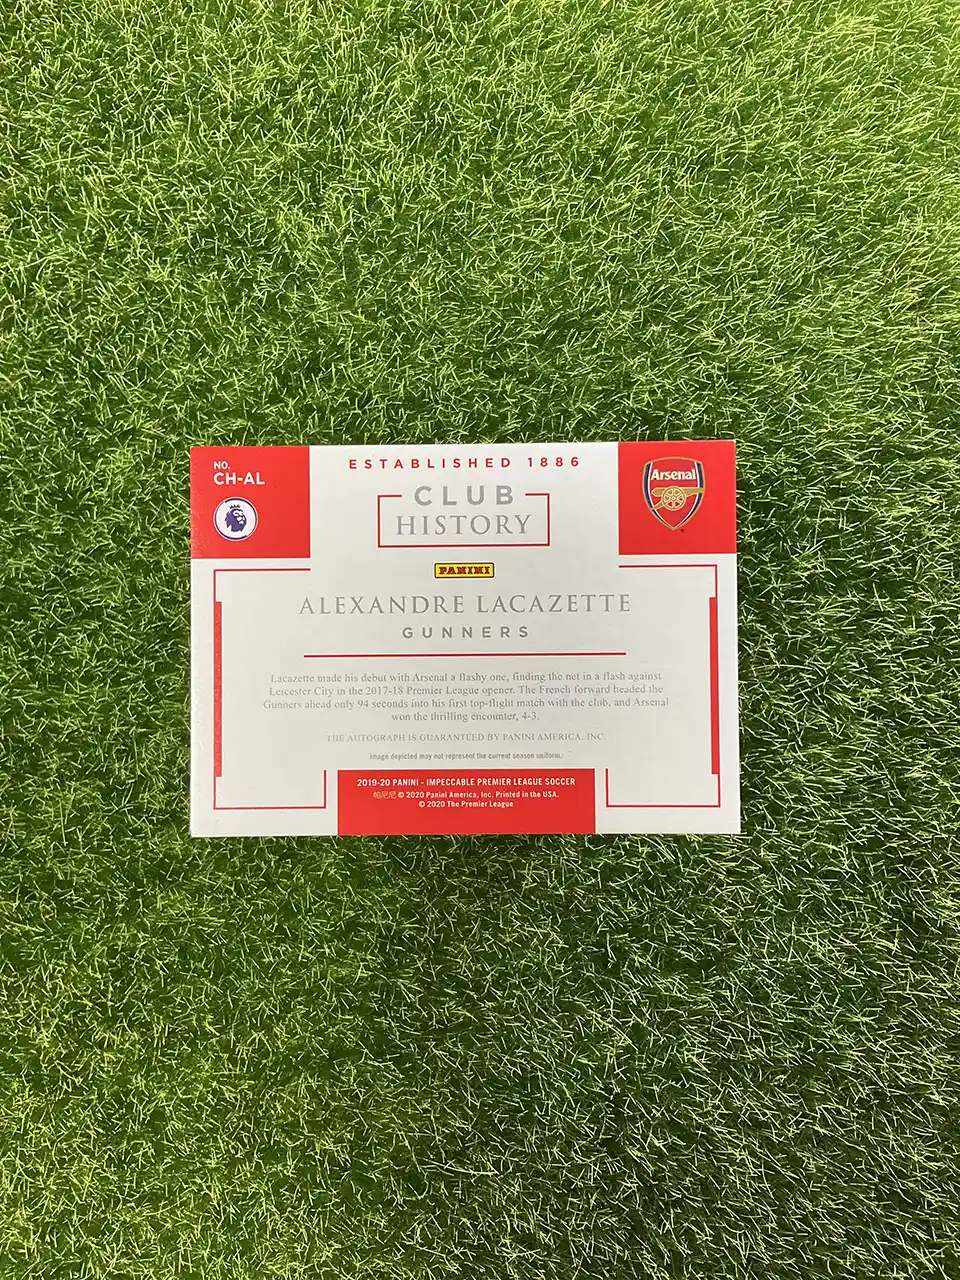 NO.
CH-AL
ESTABLISHED 1886
Arsenal
CLUB
HISTORY
PANINI
ALEXANDRE LACAZETTE
GUNNERS
Lacazette made his debut with Arsenal a flashy one, finding the net in a flash against
Leicester City in the 2017-18 Premier League opener. The French forward headed the
Gunners ahead only 94 seconds into his first top-flight match with the club, and Arsenal
won the thrilling encounter, 4-3.
THE AUTOGRAPH IS GUARANTEED BY PANINI AMERICA, INC.
Image depicted may not represent the current season uniform.
2019-20 PANINI - IMPECCABLE PREMIER LEAGUE SOCCER
帕尼尼 © 2020 Panini America, Inc. Printed in the USA.
© 2020 The Premier League